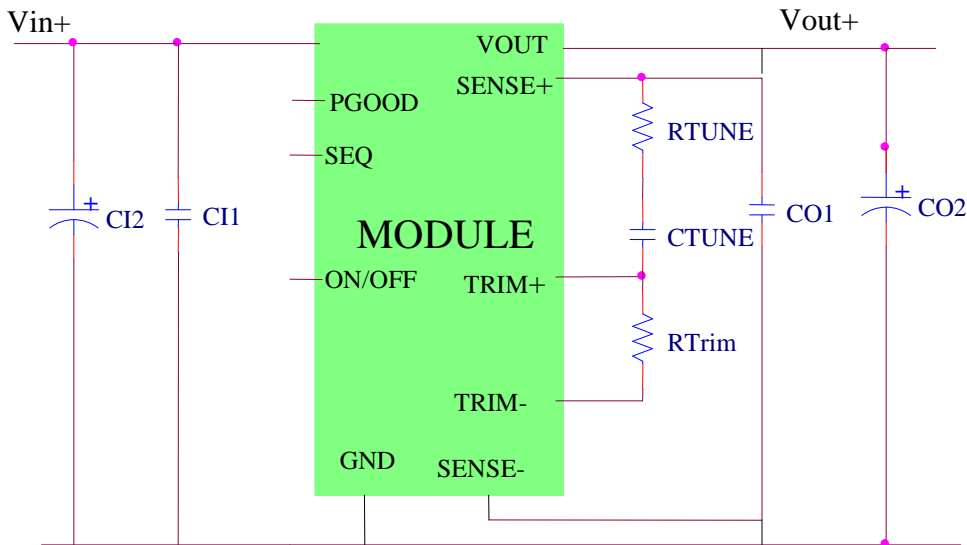 Vin+
Vout+
VOUT
SENSE+
PGOOD
RTUNE
SEQ
CI2
CI1
CO1
CO2
MODULE
CTUNE
ON/OFF
TRIM+
RTrim
TRIM-
GND
SENSE-
+
+